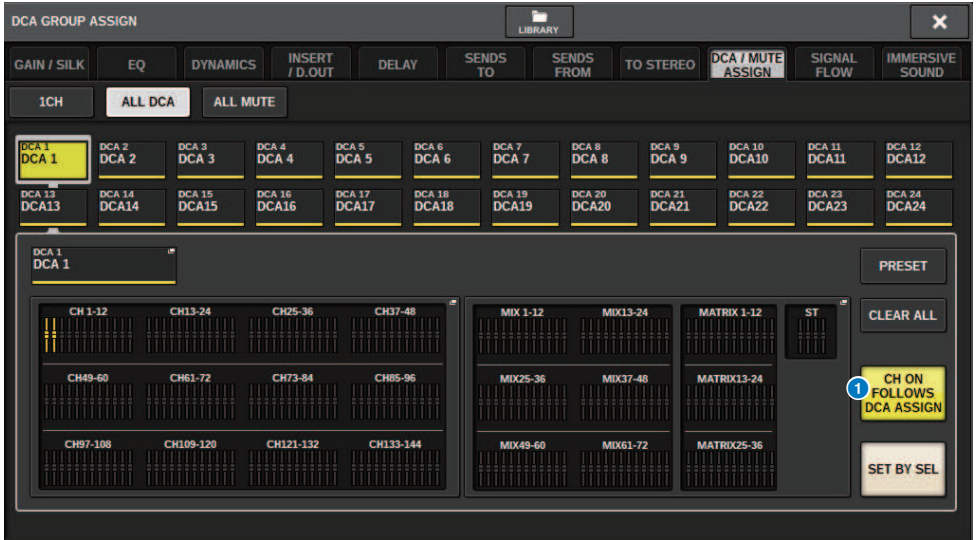 DCA GROUP ASSIGN
LIBRARY
GAIN / SILK
EQ
DYNAMICS
INSERT
/ D.OUT
DELAY
SENDS
TO
SENDS
FROM
TO STEREO
DCA / MUTE
ASSIGN
SIGNAL
FLOW
IMMERSIVE
SOUND
1CH
ALL DCA
ALL MUTE
DCA 1
DCA 1
DCA 2
DCA 2
DCA 3
DCA 3
DCA 4
DCA 4
DCA 5
DCA 5
DCA 6
DCA 6
DCA 7
DCA 7
DCA 8
DCA 8
DCA 9
DCA 9
DCA 10
DCA10
DCA 11
DCA11
DCA 12
DCA12
DCA 13
DCA13
DCA 14
DCA14
DCA 15
DCA15
DCA 16
DCA16
DCA 17
DCA17
DCA 18
DCA18
DCA 19
DCA19
DCA 20
DCA20
DCA 21
DCA21
DCA 22
DCA22
DCA 23
DCA23
DCA 24
DCA24
DCA 1
DCA 1
PRESET
CH 1-12
CH13-24
CH25-36
CH37-48
MIX 1-12
MIX13-24
MATRIX 1-12
ST
CLEAR ALL
CH49-60
CH61-72
CH73-84
CH85-96
MIX25-36
MIX37-48
MATRIX13-24
1
CH ON
FOLLOWS
DCA ASSIGN
CH97-108
CH109-120
CH121-132
CH133-144
MIX49-60
MIX61-72
MATRIX25-36
SET BY SEL